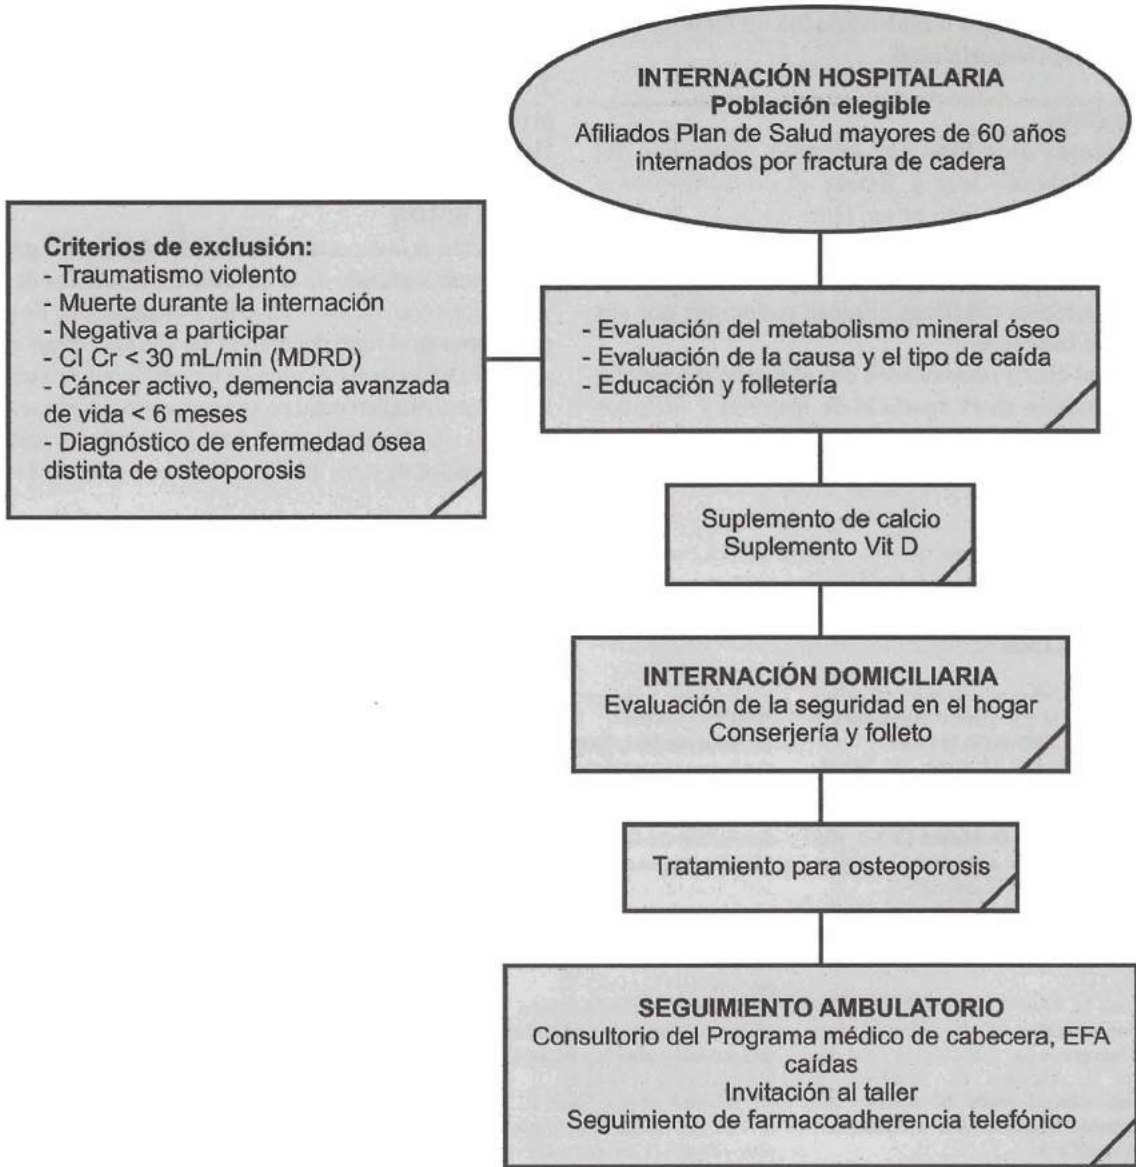 INTERNACIÓN HOSPITALARIA
Población elegible
Afiliados Plan de Salud mayores de 60 años
internados por fractura de cadera
Criterios de exclusión:
- Traumatismo violento
- Muerte durante la internación
- Negativa a participar
- Cl Cr < 30 mL/min (MDRD)
- Cáncer activo, demencia avanzada
de vida < 6 meses
- Diagnóstico de enfermedad ósea
distinta de osteoporosis
- Evaluación del metabolismo mineral óseo
- Evaluación de la causa y el tipo de caída
- Educación y folletería
Suplemento de calcio
Suplemento Vit D
INTERNACIÓN DOMICILIARIA
Evaluación de la seguridad en el hogar
Conserjería y folleto
Tratamiento para osteoporosis
SEGUIMIENTO AMBULATORIO
Consultorio del Programa médico de cabecera, EFA
caídas
Invitación al taller
Seguimiento de farmacoadherencia telefónico